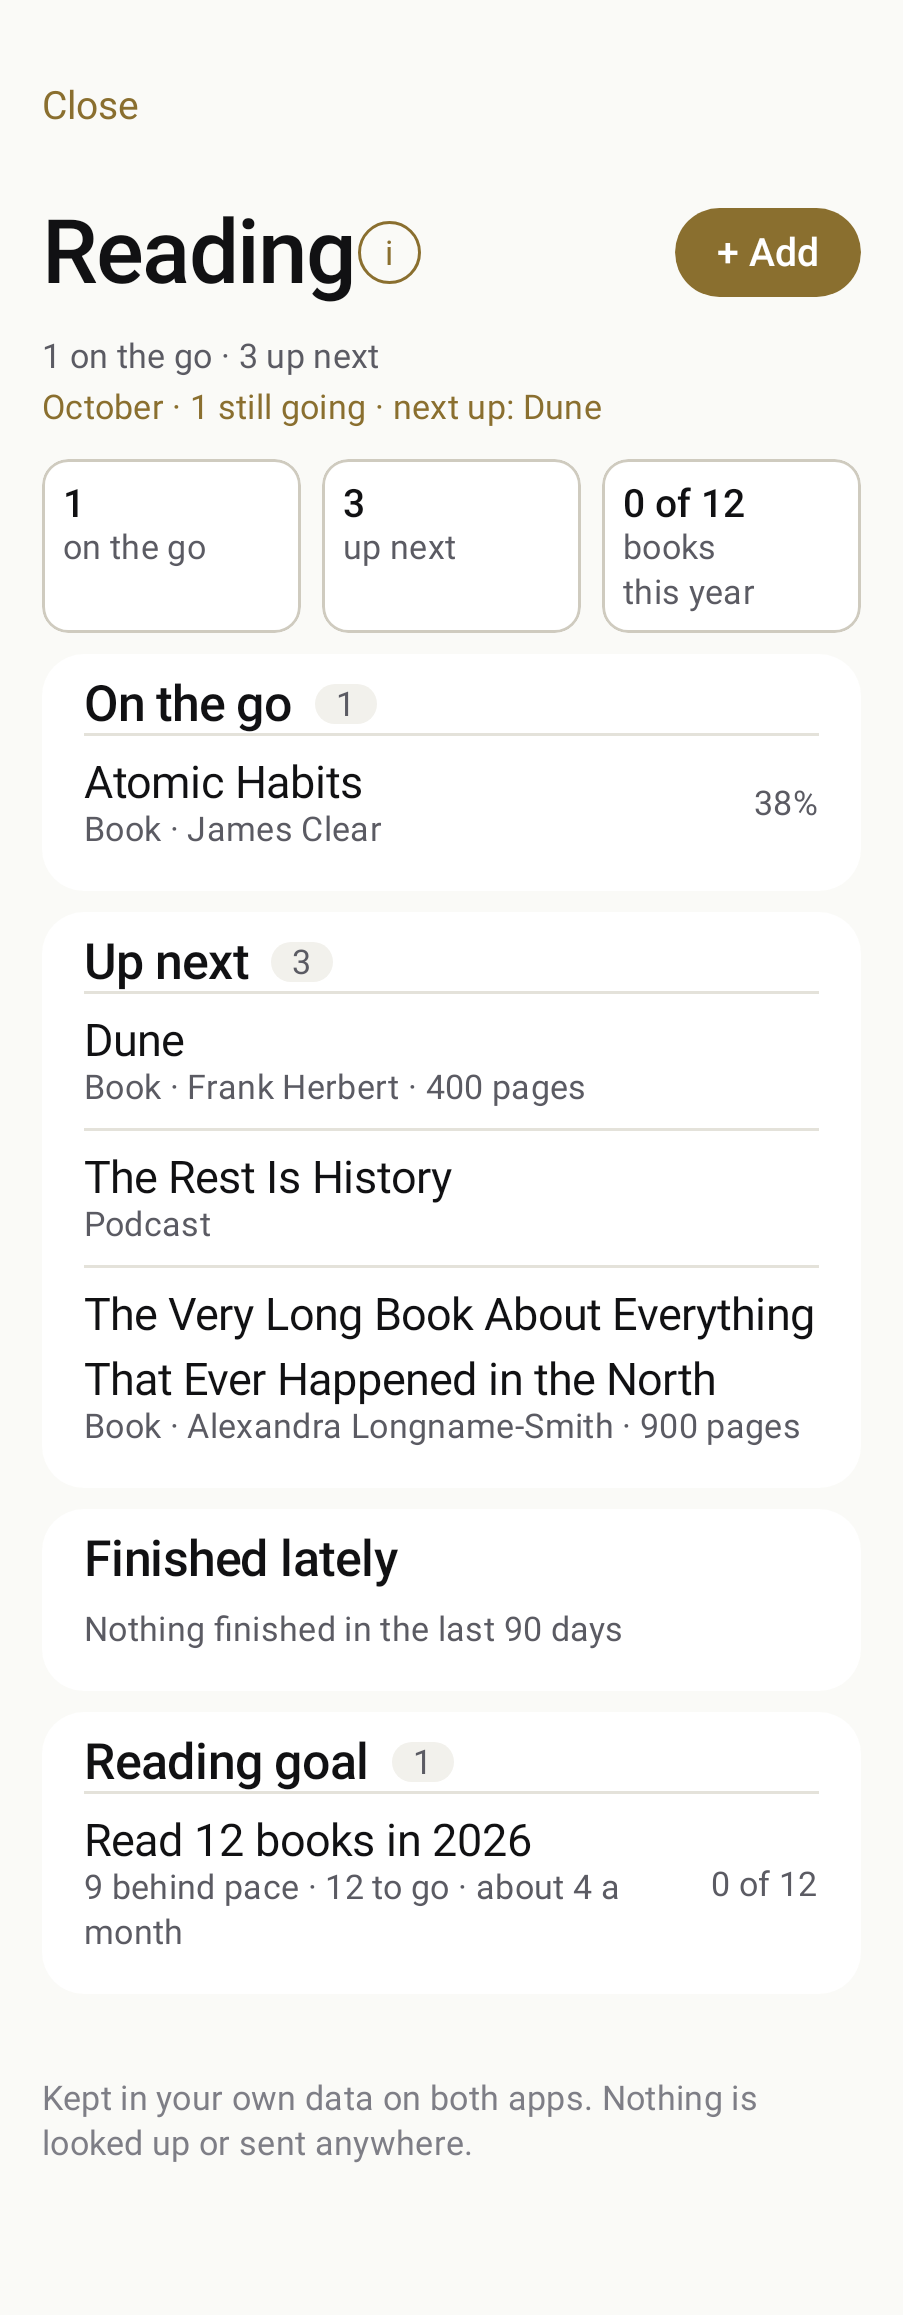 Close
Reading i
+ Add
1 on the go · 3 up next
October · 1 still going · next up: Dune
1
on the go
3
up next
0 of 12
books
this year
On the go 1
Atomic Habits
Book · James Clear
38%
Up next 3
Dune
Book · Frank Herbert · 400 pages
The Rest Is History
Podcast
The Very Long Book About Everything
That Ever Happened in the North
Book · Alexandra Longname-Smith · 900 pages
Finished lately
Nothing finished in the last 90 days
Reading goal 1
Read 12 books in 2026
9 behind pace · 12 to go · about 4 a
month
0 of 12
Kept in your own data on both apps. Nothing is
looked up or sent anywhere.